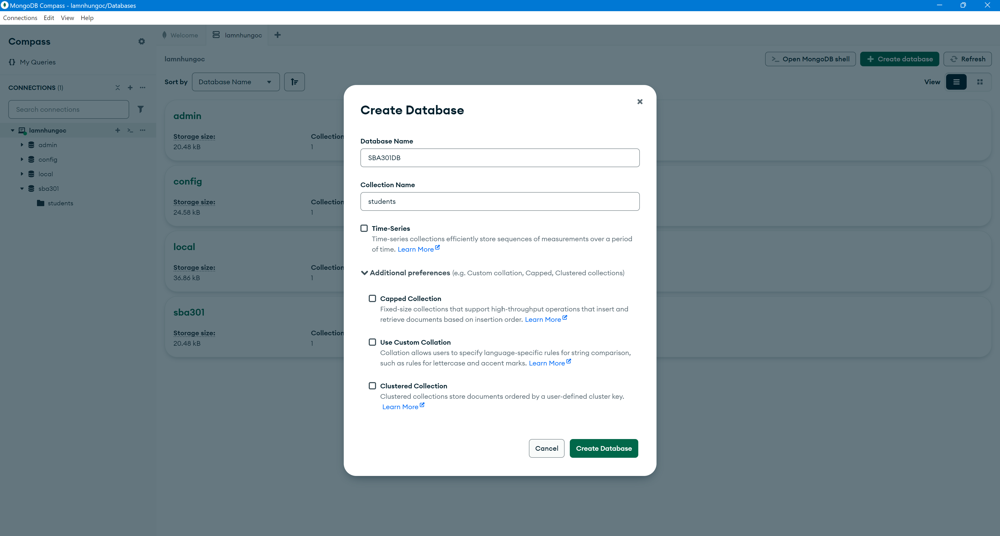 MongoDB Compass - lamnhungoc/Databases
Connections Edit View Help
Compass
My Queries
CONNECTIONS (1)
Search connections
lamnhungoc
admin
config
local
sba301
students
Welcome
lamnhungoc
lamnhungoc
Open MongoDB shell
Create database
Refresh
Sort by
Database Name
View
admin
Storage size:
20.48 kB
Collection
1
config
Storage size:
24.58 kB
Collection
1
local
Storage size:
36.86 kB
Collection
1
sba301
Storage size:
20.48 kB
Collection
1
Create Database
Database Name
SBA301DB
Collection Name
students
Time-Series
Time-series collections efficiently store sequences of measurements over a period
of time. Learn More
Additional preferences (e.g. Custom collation, Capped, Clustered collections)
Capped Collection
Fixed-size collections that support high-throughput operations that insert and
retrieve documents based on insertion order. Learn More
Use Custom Collation
Collation allows users to specify language-specific rules for string comparison,
such as rules for lettercase and accent marks. Learn More
Clustered Collection
Clustered collections store documents ordered by a user-defined cluster key.
Learn More
Cancel
Create Database